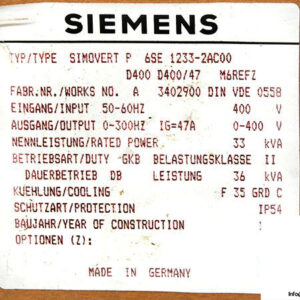 SIEMENS
TYP/TYPE SIMOVERT P 6SE 1233-2AC00
D400 D400/47 M6REFZ
FABR.NR./WORKS NO. A 3402900 DIN VDE 0558
EINGANG/INPUT 50-60HZ 400 V
AUSGANG/OUTPUT 0-300HZ IG=47A 0-400 V
NENNLEISTUNG/RATED POWER 33 kVA
BETRIEBSART/DUTY GKB BELASTUNGSKLASSE II
DAUERBETRIEB DB LEISTUNG 36 kVA
KUEHLUNG/COOLING F 35 GRD C
SCHUTZART/PROTECTION IP54
BAUJAHR/YEAR OF CONSTRUCTION
OPTIONEN (Z):
MADE IN GERMANY